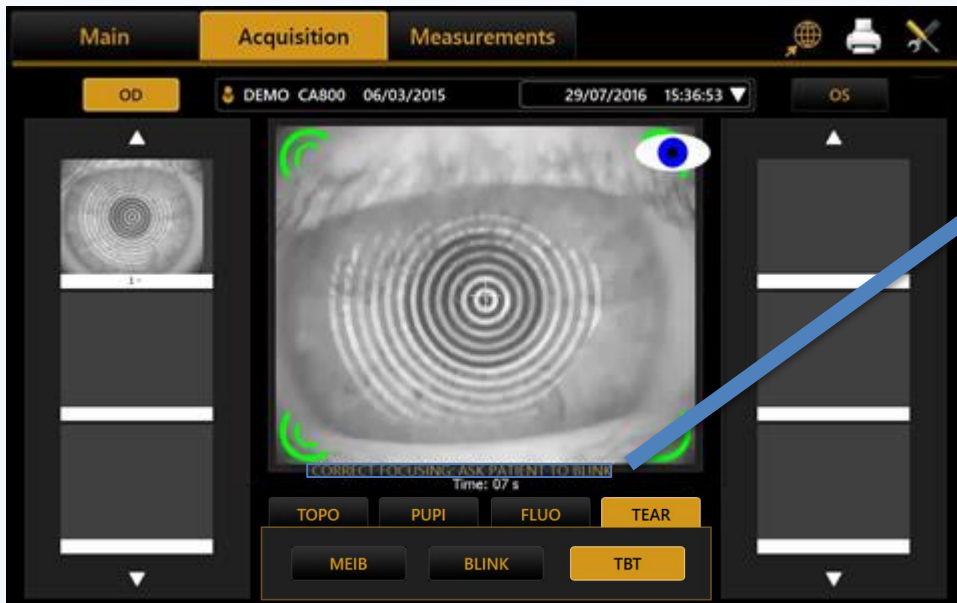 Main Acquisition Measurements
OD DEMO CA800 06/03/2015 29/07/2016 15:36:53 OS
1 -
CORRECT FOCUSING: ASK PATIENT TO BLINK
Time: 07 s
TOPO PUPI FLUO TEAR
MEIB BLINK TBT